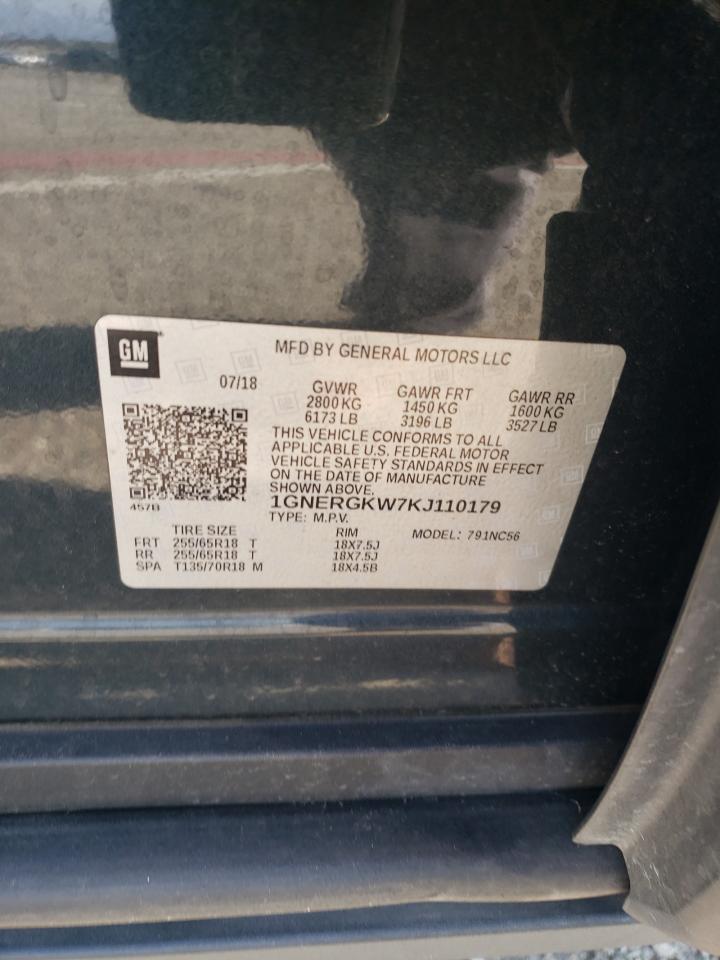 GM
MFD BY GENERAL MOTORS LLC
07/18
GVWR GAWR FRT GAWR RR
2800 KG 1450 KG 1600 KG
6173 LB 3196 LB 3527 LB
THIS VEHICLE CONFORMS TO ALL
APPLICABLE U.S. FEDERAL MOTOR
VEHICLE SAFETY STANDARDS IN EFFECT
ON THE DATE OF MANUFACTURE
SHOWN ABOVE.
457B
1GNERGKW7KJ110179
TYPE: M.P.V. MODEL: 791NC56
TIRE SIZE RIM
FRT 255/65R18 T 18X7.5J
RR 255/65R18 T 18X7.5J
SPA T135/70R18 M 18X4.5B